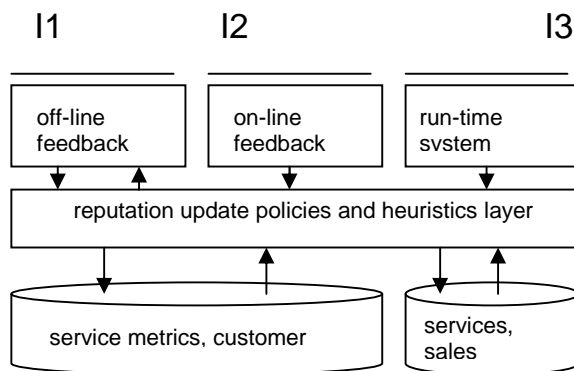 I1 I2 I3
off-line on-line run-time
feedback feedback system
reputation update policies and heuristics layer
service metrics, customer services,
sales